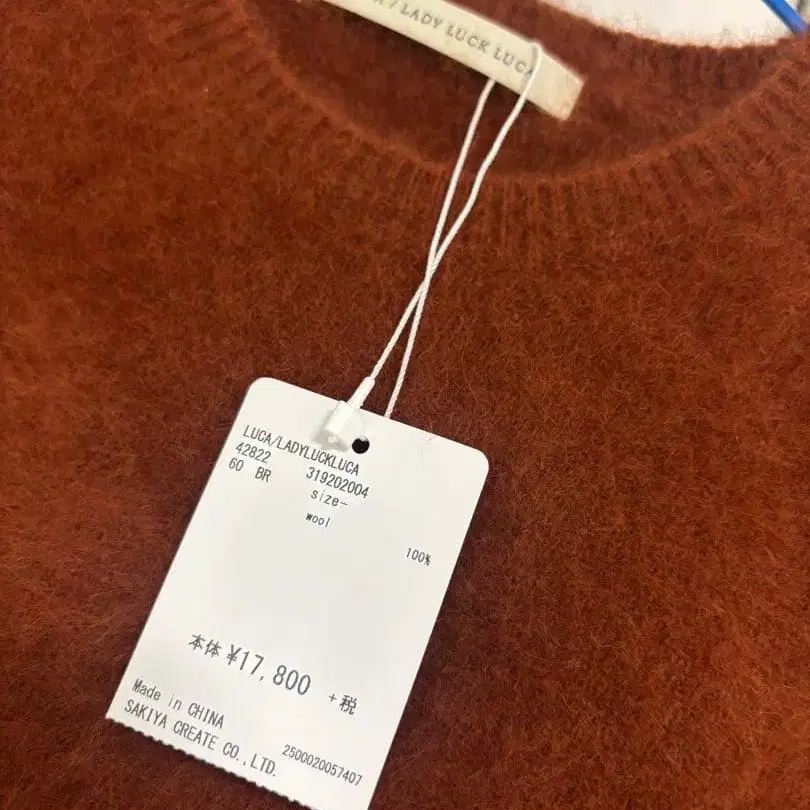 / LADY LUCK LUCA
LUCA/LADYLUCKLUCA
42822 319202004
60 BR size-
wool
100%
本体 ¥17,800 +税
Made in CHINA
SAKIYA CREATE CO.,LTD.
2500020057407